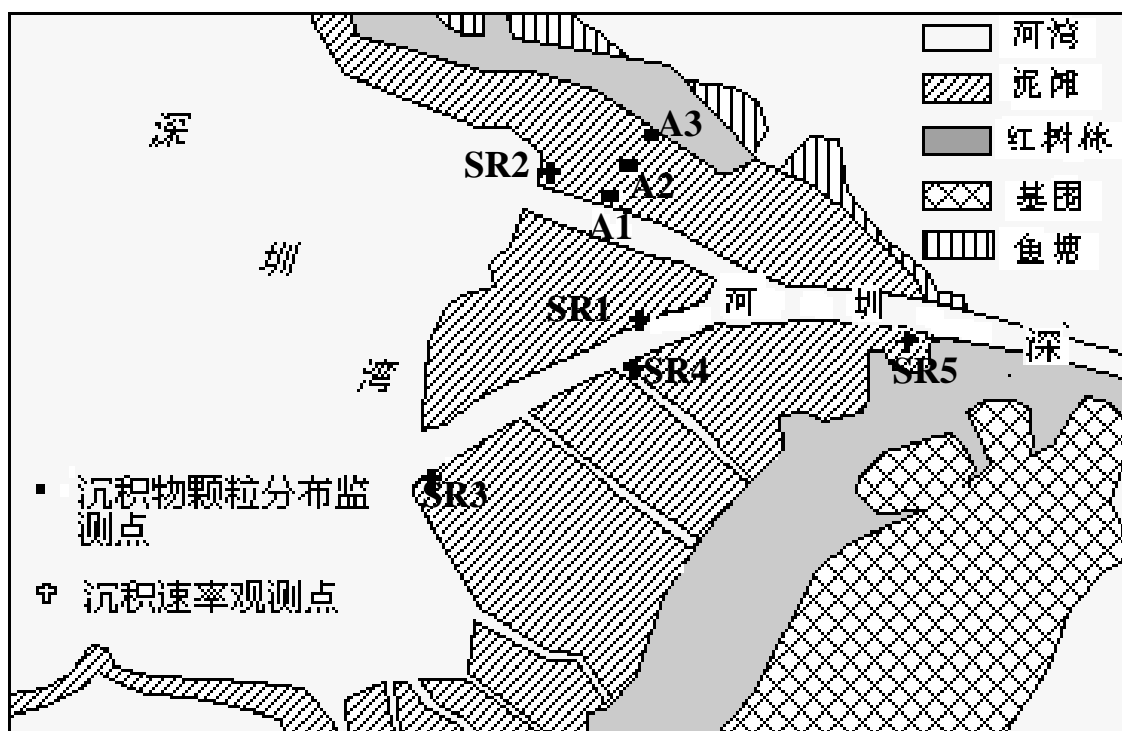 河湾
泥滩
红树林
基围
鱼塘
深
圳
海
A3
SR2
A2
A1
SR1
河 圳 深
SR4
SR5
SR3
沉积物颗粒分布监
测点
沉积速率观测点